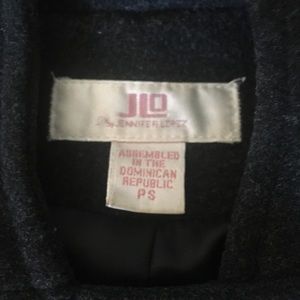 JLO
by JENNIFER LOPEZ
ASSEMBLED
IN THE
DOMINICAN
REPUBLIC
PS